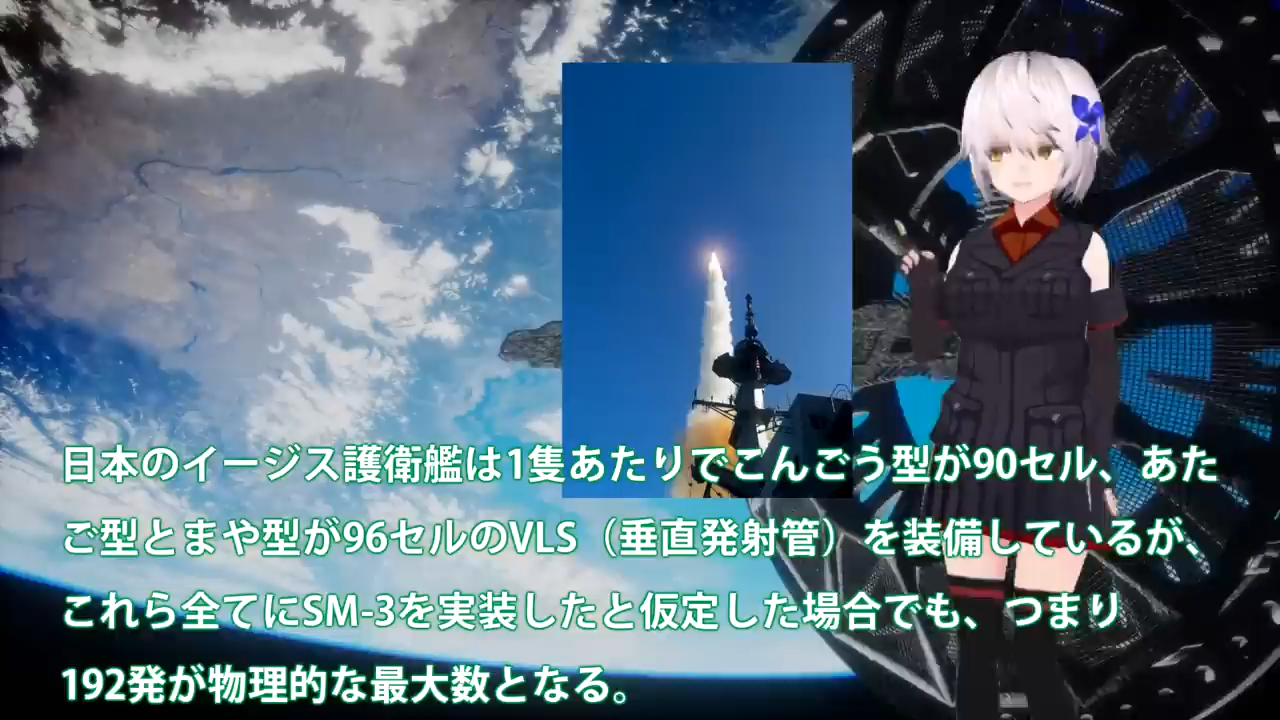 日本のイージス護衛艦は1隻あたりでこんごう型が90セル、あた
ご型とまや型が96セルのVLS（垂直発射管）を装備しているが、
これら全てにSM-3を実装したと仮定した場合でも、つまり
192発が物理的な最大数となる。